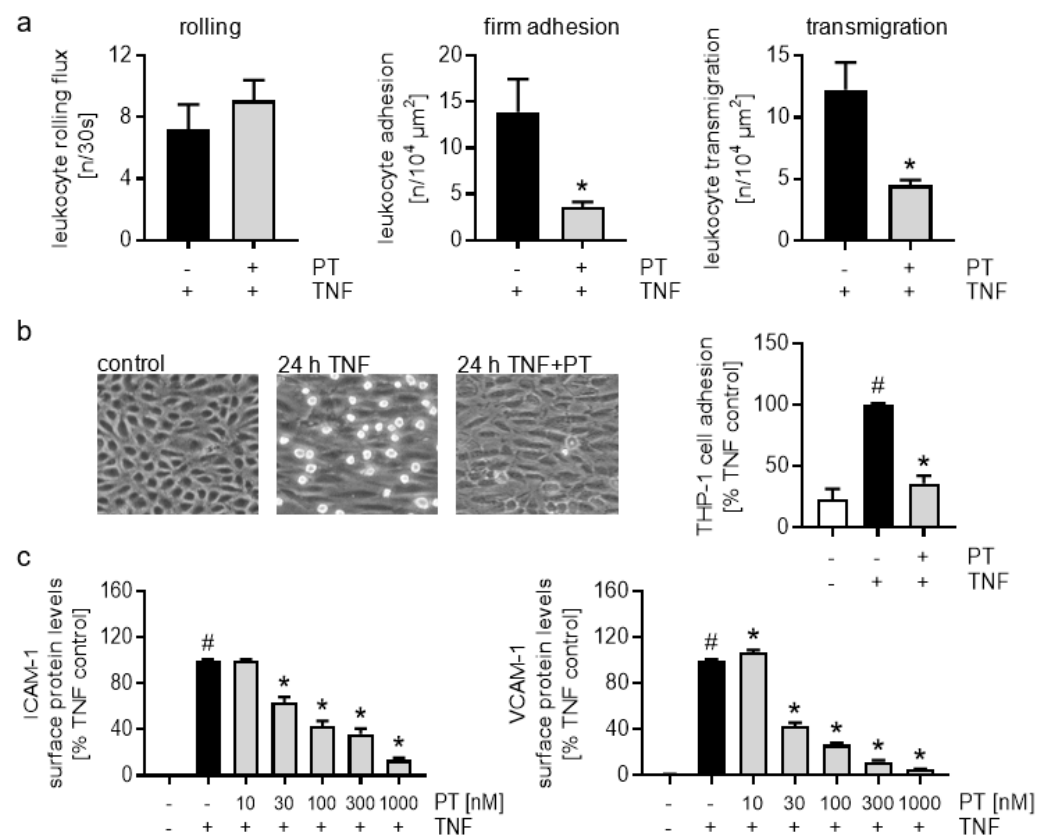 a
rolling
firm adhesion
transmigration
leukocyte rolling flux
[n/30s]
12
8
4
0
- + PT
+ + TNF
leukocyte adhesion
[n/10⁴ µm²]
20
15
10
5
0
*
- + PT
+ + TNF
leukocyte transmigration
[n/10⁴ µm²]
15
10
5
0
*
- + PT
+ + TNF
b
control
24 h TNF
24 h TNF+PT
THP-1 cell adhesion
[% TNF control]
150
100
50
0
#
*
- - + PT
- + + TNF
c
ICAM-1
surface protein levels
[% TNF control]
160
120
80
40
0
#
* * * *
- - 10 30 100 300 1000 PT [nM]
- + + + + + + TNF
VCAM-1
surface protein levels
[% TNF control]
160
120
80
40
0
#
* * * * *
- - 10 30 100 300 1000 PT [nM]
- + + + + + + TNF